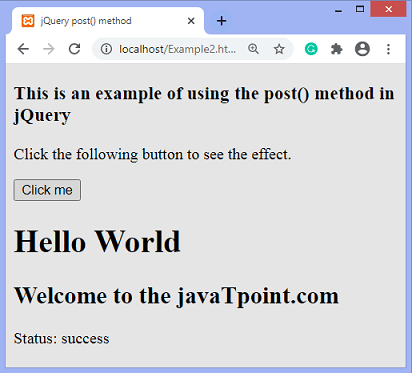 jQuery post() method
localhost/Example2.ht...
This is an example of using the post() method in
jQuery
Click the following button to see the effect.
Click me
Hello World
Welcome to the javaTpoint.com
Status: success